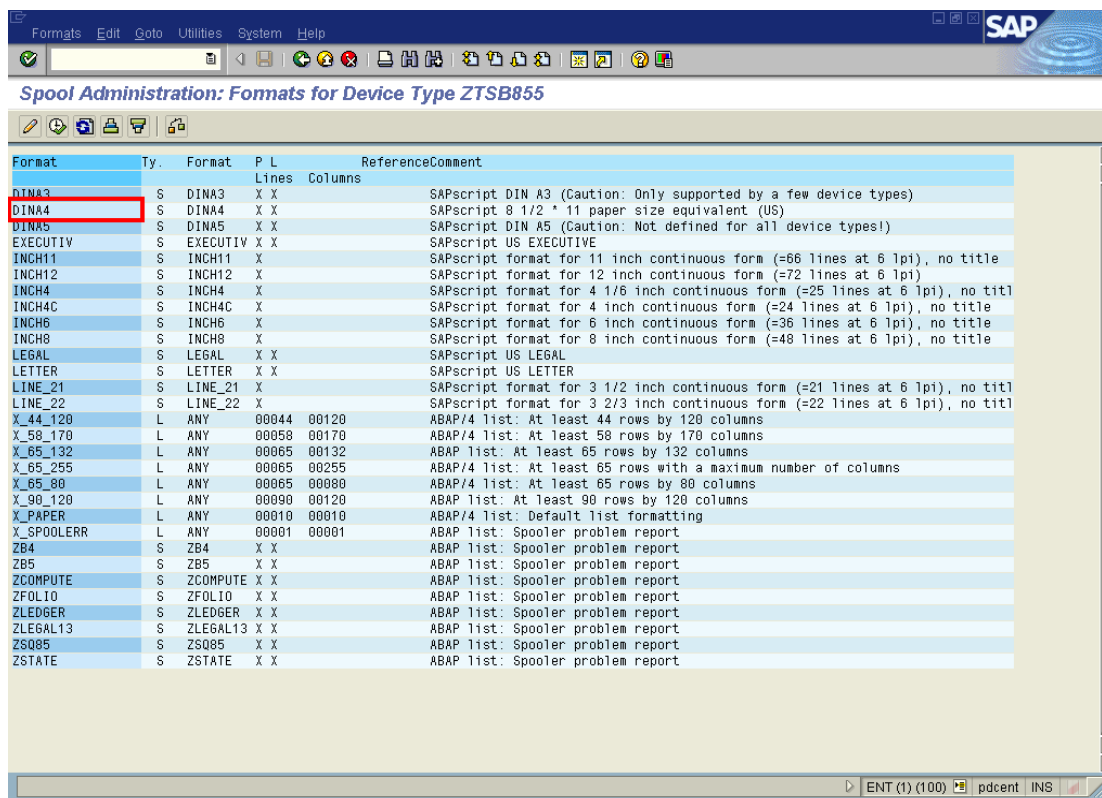 Formats Edit Goto Utilities System Help
SAP
Spool Administration: Formats for Device Type ZTSB855
Format Ty. Format P L ReferenceComment
Lines Columns
DINA3 S DINA3 X X SAPscript DIN A3 (Caution: Only supported by a few device types)
DINA4 S DINA4 X X SAPscript 8 1/2 * 11 paper size equivalent (US)
DINA5 S DINA5 X X SAPscript DIN A5 (Caution: Not defined for all device types!)
EXECUTIV S EXECUTIV X X SAPscript US EXECUTIVE
INCH11 S INCH11 X SAPscript format for 11 inch continuous form (=66 lines at 6 lpi), no title
INCH12 S INCH12 X SAPscript format for 12 inch continuous form (=72 lines at 6 lpi)
INCH4 S INCH4 X SAPscript format for 4 1/6 inch continuous form (=25 lines at 6 lpi), no titl
INCH4C S INCH4C X SAPscript format for 4 inch continuous form (=24 lines at 6 lpi), no title
INCH6 S INCH6 X SAPscript format for 6 inch continuous form (=36 lines at 6 lpi), no title
INCH8 S INCH8 X SAPscript format for 8 inch continuous form (=48 lines at 6 lpi), no title
LEGAL S LEGAL X X SAPscript US LEGAL
LETTER S LETTER X X SAPscript US LETTER
LINE_21 S LINE_21 X SAPscript format for 3 1/2 inch continuous form (=21 lines at 6 lpi), no titl
LINE_22 S LINE_22 X SAPscript format for 3 2/3 inch continuous form (=22 lines at 6 lpi), no titl
X_44_120 L ANY 00044 00120 ABAP/4 list: At least 44 rows by 120 columns
X_58_170 L ANY 00058 00170 ABAP/4 list: At least 58 rows by 170 columns
X_65_132 L ANY 00065 00132 ABAP list: At least 65 rows by 132 columns
X_65_255 L ANY 00065 00255 ABAP/4 list: At least 65 rows with a maximum number of columns
X_65_80 L ANY 00065 00080 ABAP/4 list: At least 65 rows by 80 columns
X_90_120 L ANY 00090 00120 ABAP list: At least 90 rows by 120 columns
X_PAPER L ANY 00010 00010 ABAP/4 list: Default list formatting
X_SPOOLERR L ANY 00001 00001 ABAP list: Spooler problem report
ZB4 S ZB4 X X ABAP list: Spooler problem report
ZB5 S ZB5 X X ABAP list: Spooler problem report
ZCOMPUTE S ZCOMPUTE X X ABAP list: Spooler problem report
ZFOLIO S ZFOLIO X X ABAP list: Spooler problem report
ZLEDGER S ZLEDGER X X ABAP list: Spooler problem report
ZLEGAL13 S ZLEGAL13 X X ABAP list: Spooler problem report
ZSQ85 S ZSQ85 X X ABAP list: Spooler problem report
ZSTATE S ZSTATE X X ABAP list: Spooler problem report
ENT (1) (100) pdcent INS